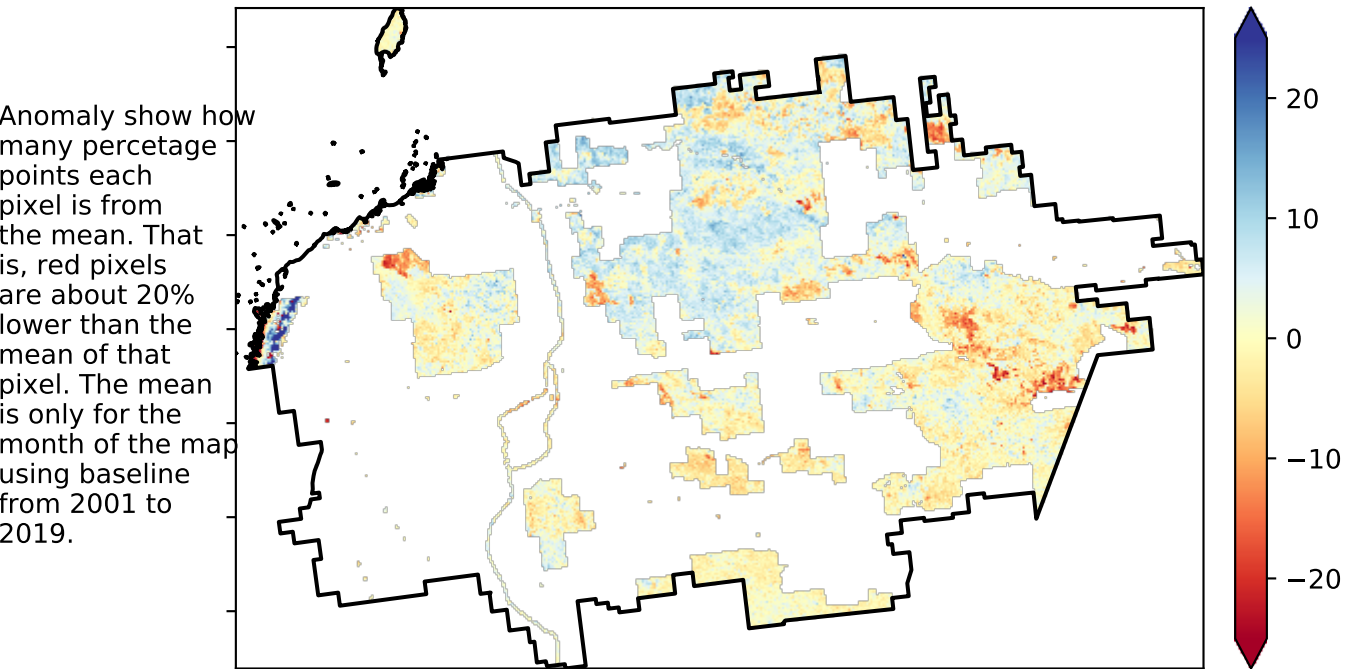 Anomaly show how
many percetage
points each
pixel is from
the mean. That
is, red pixels
are about 20%
lower than the
mean of that
pixel. The mean
is only for the
month of the map
using baseline
from 2001 to
2019.
20
10
0
−10
−20